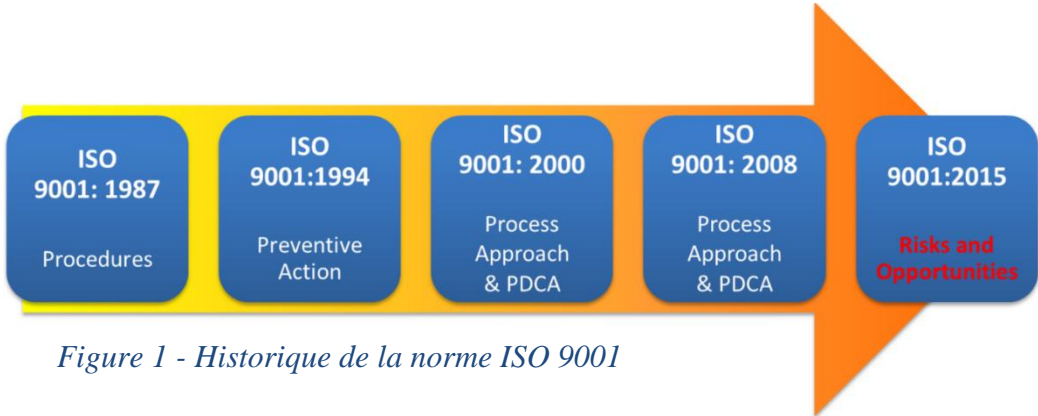 ISO
9001: 1987
Procedures
ISO
9001:1994
Preventive
Action
ISO
9001: 2000
Process
Approach
& PDCA
ISO
9001: 2008
Process
Approach
& PDCA
ISO
9001:2015
Risks and
Opportunities
Figure 1 - Historique de la norme ISO 9001